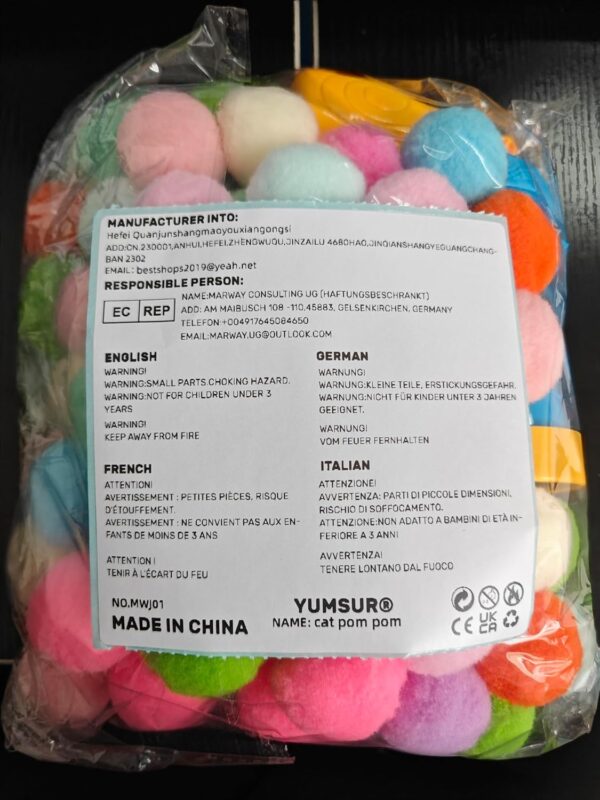 MANUFACTURER INTO:
Hefei Quanjunshangmaoyouxiangongsi
ADD:CN,230001,ANHUI,HEFEI,ZHENGWUQU,JINZAILU 4680HAO,JINQIANSHANGYEGUANGCHANG-
BAN 2302
EMAIL: bestshops2019@yeah.net
RESPONSIBLE PERSON:
EC REP
NAME:MARWAY CONSULTING UG (HAFTUNGSBESCHRANKT)
ADD: AM MAIBUSCH 108 -110,45883, GELSENKIRCHEN, GERMANY
TELEFON:+004917645084650
EMAIL:MARWAY.UG@OUTLOOK.COM
ENGLISH
WARNING!
WARNING:SMALL PARTS.CHOKING HAZARD.
WARNING:NOT FOR CHILDREN UNDER 3
YEARS
WARNING!
KEEP AWAY FROM FIRE
GERMAN
WARNUNG!
WARNUNG:KLEINE TEILE, ERSTICKUNGSGEFAHR.
WARNUNG:NICHT FÜR KINDER UNTER 3 JAHREN
GEEIGNET.
WARNUNG!
VOM FEUER FERNHALTEN
FRENCH
ATTENTION!
AVERTISSEMENT : PETITES PIÈCES, RISQUE
D'ÉTOUFFEMENT.
AVERTISSEMENT : NE CONVIENT PAS AUX EN-
FANTS DE MOINS DE 3 ANS
ATTENTION !
TENIR À L'ÉCART DU FEU
ITALIAN
ATTENZIONE!
AVVERTENZA: PARTI DI PICCOLE DIMENSIONI,
RISCHIO DI SOFFOCAMENTO.
ATTENZIONE:NON ADATTO A BAMBINI DI ETÀ IN-
FERIORE A 3 ANNI
AVVERTENZA!
TENERE LONTANO DAL FUOCO
NO.MWJ01
MADE IN CHINA
YUMSUR®
NAME: cat pom pom
0-3
CE UK CA